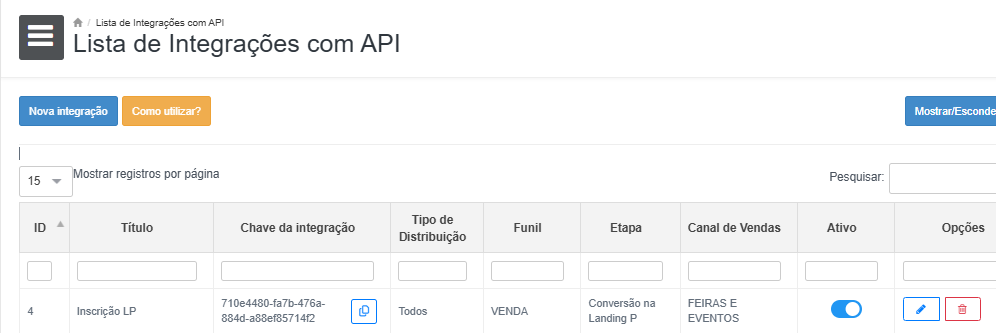 / Lista de Integrações com API
Lista de Integrações com API
Nova integração Como utilizar? Mostrar/Esconde
15 Mostrar registros por página Pesquisar:
ID Título Chave da integração Tipo de Distribuição Funil Etapa Canal de Vendas Ativo Opções
4 Inscrição LP 710e4480-fa7b-476a-884d-a88ef85714f2 Todos VENDA Conversão na Landing P FEIRAS E EVENTOS